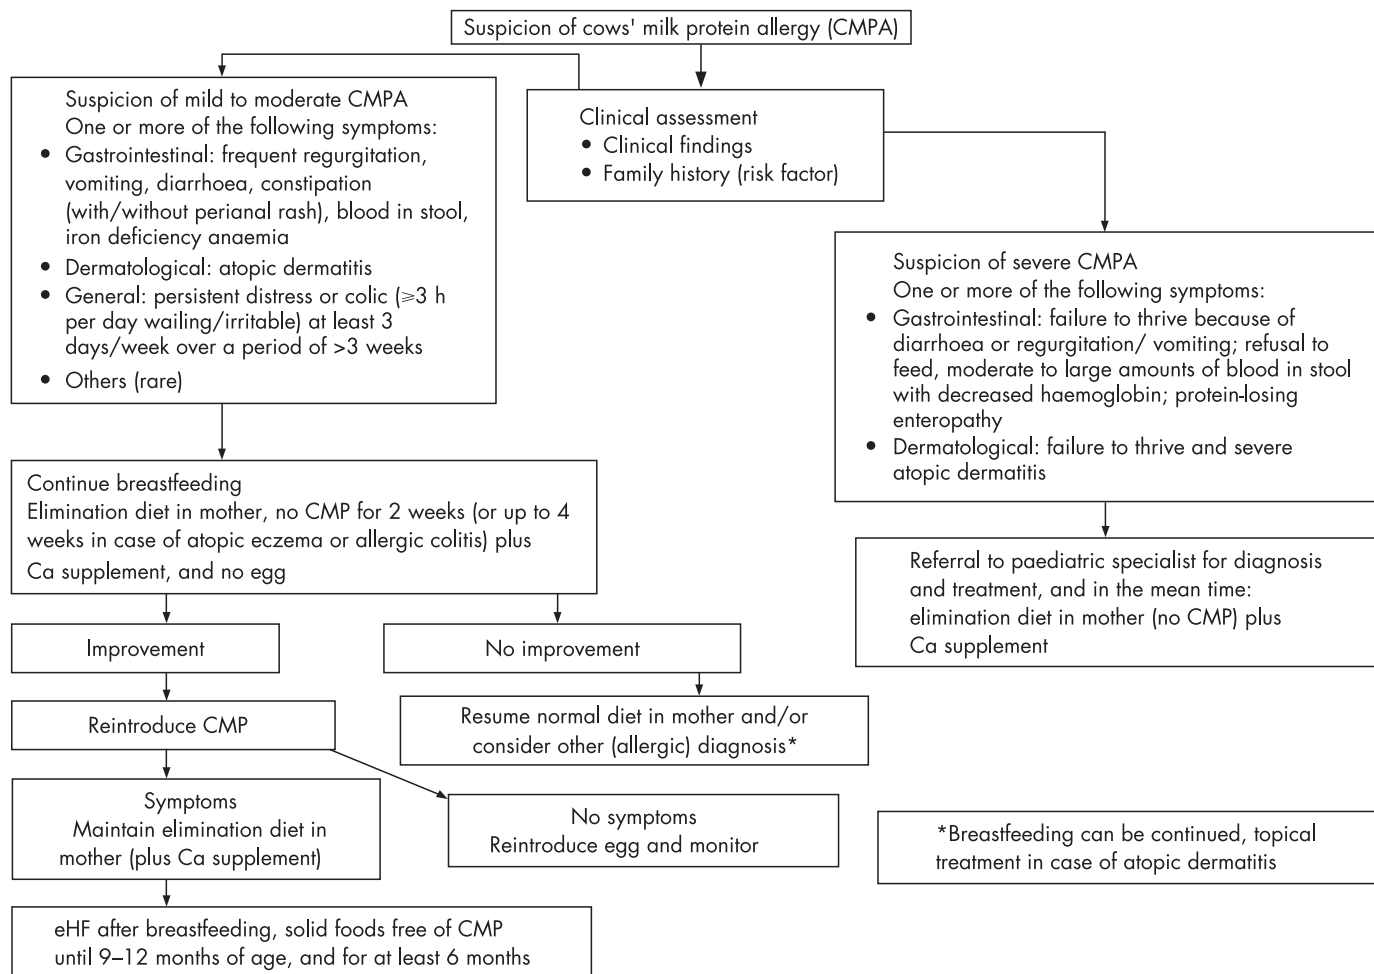 Suspicion of cows' milk protein allergy (CMPA)
Clinical assessment
• Clinical findings
• Family history (risk factor)
Suspicion of mild to moderate CMPA
One or more of the following symptoms:
• Gastrointestinal: frequent regurgitation,
vomiting, diarrhoea, constipation
(with/without perianal rash), blood in stool,
iron deficiency anaemia
• Dermatological: atopic dermatitis
• General: persistent distress or colic (⩾3 h
per day wailing/irritable) at least 3
days/week over a period of >3 weeks
• Others (rare)
Suspicion of severe CMPA
One or more of the following symptoms:
• Gastrointestinal: failure to thrive because of
diarrhoea or regurgitation/ vomiting; refusal to
feed, moderate to large amounts of blood in stool
with decreased haemoglobin; protein-losing
enteropathy
• Dermatological: failure to thrive and severe
atopic dermatitis
Continue breastfeeding
Elimination diet in mother, no CMP for 2 weeks (or up to 4
weeks in case of atopic eczema or allergic colitis) plus
Ca supplement, and no egg
Referral to paediatric specialist for diagnosis
and treatment, and in the mean time:
elimination diet in mother (no CMP) plus
Ca supplement
Improvement
No improvement
Reintroduce CMP
Resume normal diet in mother and/or
consider other (allergic) diagnosis*
Symptoms
Maintain elimination diet in
mother (plus Ca supplement)
No symptoms
Reintroduce egg and monitor
*Breastfeeding can be continued, topical
treatment in case of atopic dermatitis
eHF after breastfeeding, solid foods free of CMP
until 9–12 months of age, and for at least 6 months